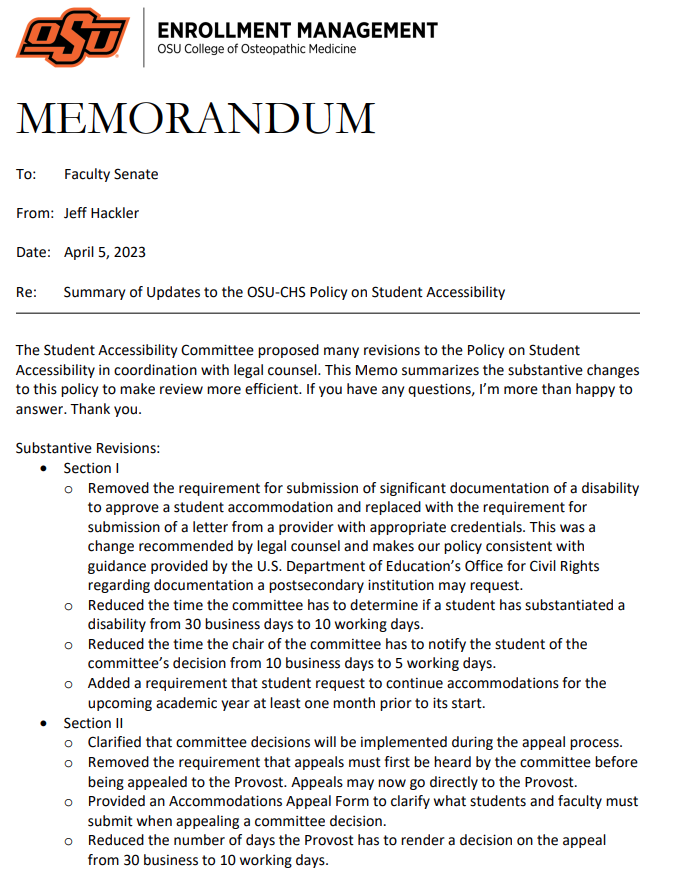 OSU
ENROLLMENT MANAGEMENT
OSU College of Osteopathic Medicine
MEMORANDUM
To: Faculty Senate
From: Jeff Hackler
Date: April 5, 2023
Re: Summary of Updates to the OSU-CHS Policy on Student Accessibility
The Student Accessibility Committee proposed many revisions to the Policy on Student
Accessibility in coordination with legal counsel. This Memo summarizes the substantive changes
to this policy to make review more efficient. If you have any questions, I’m more than happy to
answer. Thank you.
Substantive Revisions:
• Section I
o Removed the requirement for submission of significant documentation of a disability
to approve a student accommodation and replaced with the requirement for
submission of a letter from a provider with appropriate credentials. This was a
change recommended by legal counsel and makes our policy consistent with
guidance provided by the U.S. Department of Education’s Office for Civil Rights
regarding documentation a postsecondary institution may request.
o Reduced the time the committee has to determine if a student has substantiated a
disability from 30 business days to 10 working days.
o Reduced the time the chair of the committee has to notify the student of the
committee’s decision from 10 business days to 5 working days.
o Added a requirement that student request to continue accommodations for the
upcoming academic year at least one month prior to its start.
• Section II
o Clarified that committee decisions will be implemented during the appeal process.
o Removed the requirement that appeals must first be heard by the committee before
being appealed to the Provost. Appeals may now go directly to the Provost.
o Provided an Accommodations Appeal Form to clarify what students and faculty must
submit when appealing a committee decision.
o Reduced the number of days the Provost has to render a decision on the appeal
from 30 business to 10 working days.